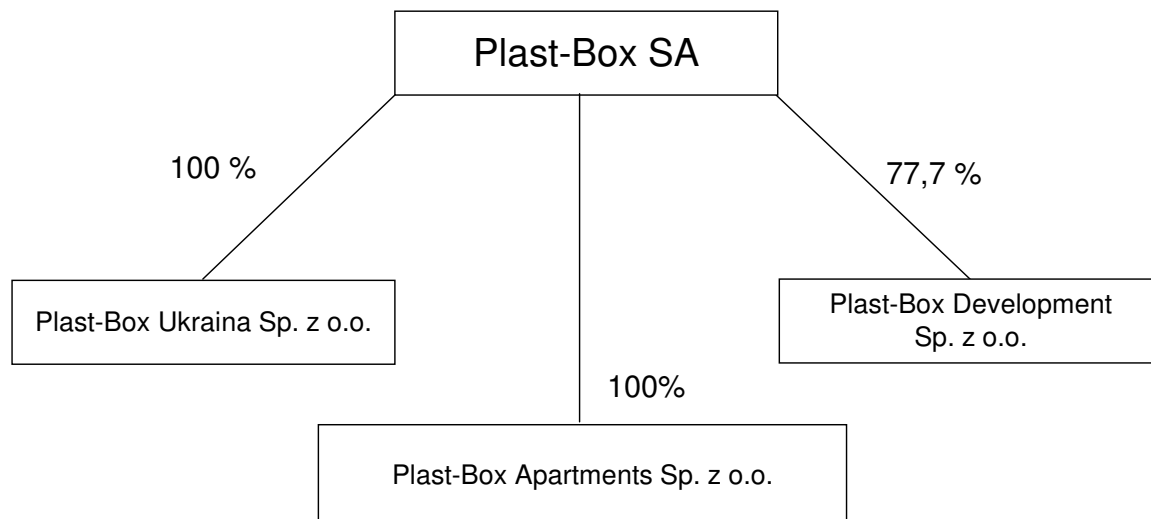 Plast-Box SA
100 %
77,7 %
Plast-Box Ukraina Sp. z o.o.
Plast-Box Development
Sp. z o.o.
100%
Plast-Box Apartments Sp. z o.o.